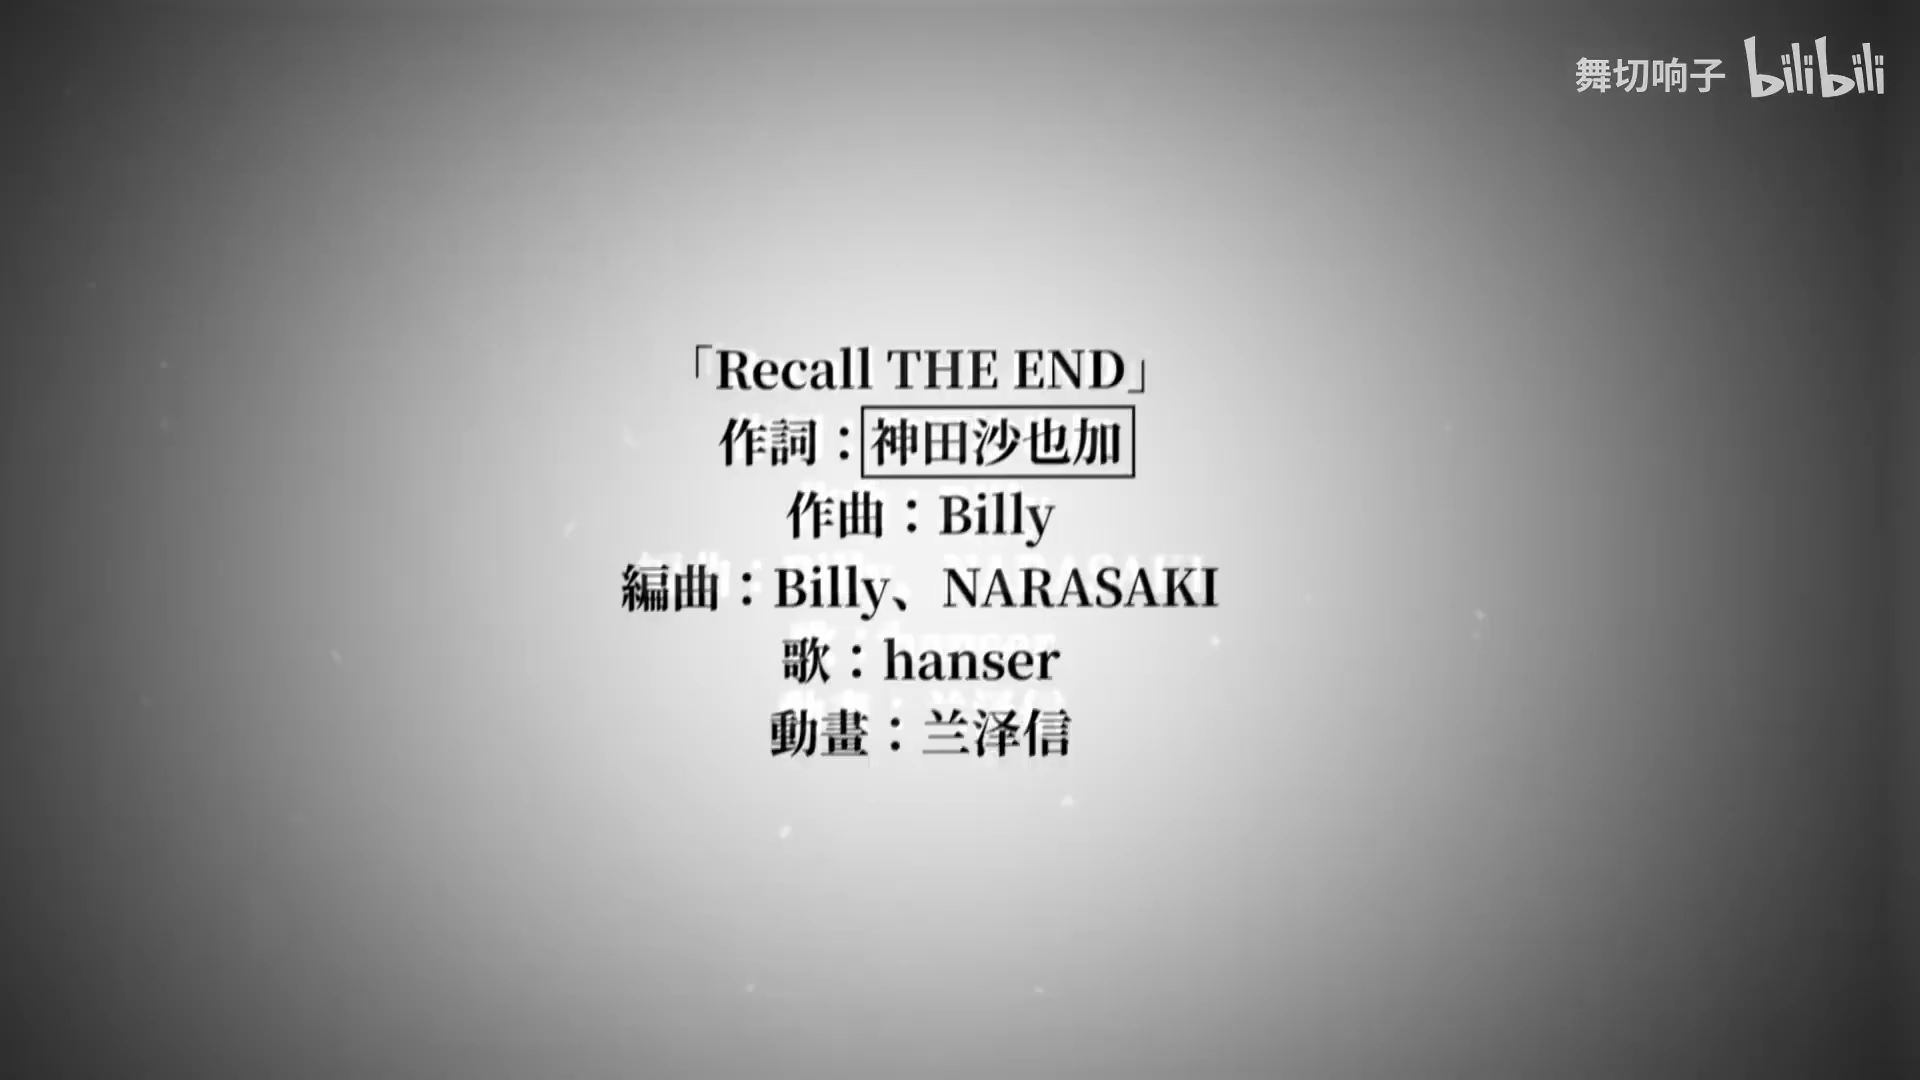 舞切响子 bilibili
「Recall THE END」
作詞：神田沙也加
作曲：Billy
編曲：Billy、NARASAKI
歌：hanser
動畫：兰泽信